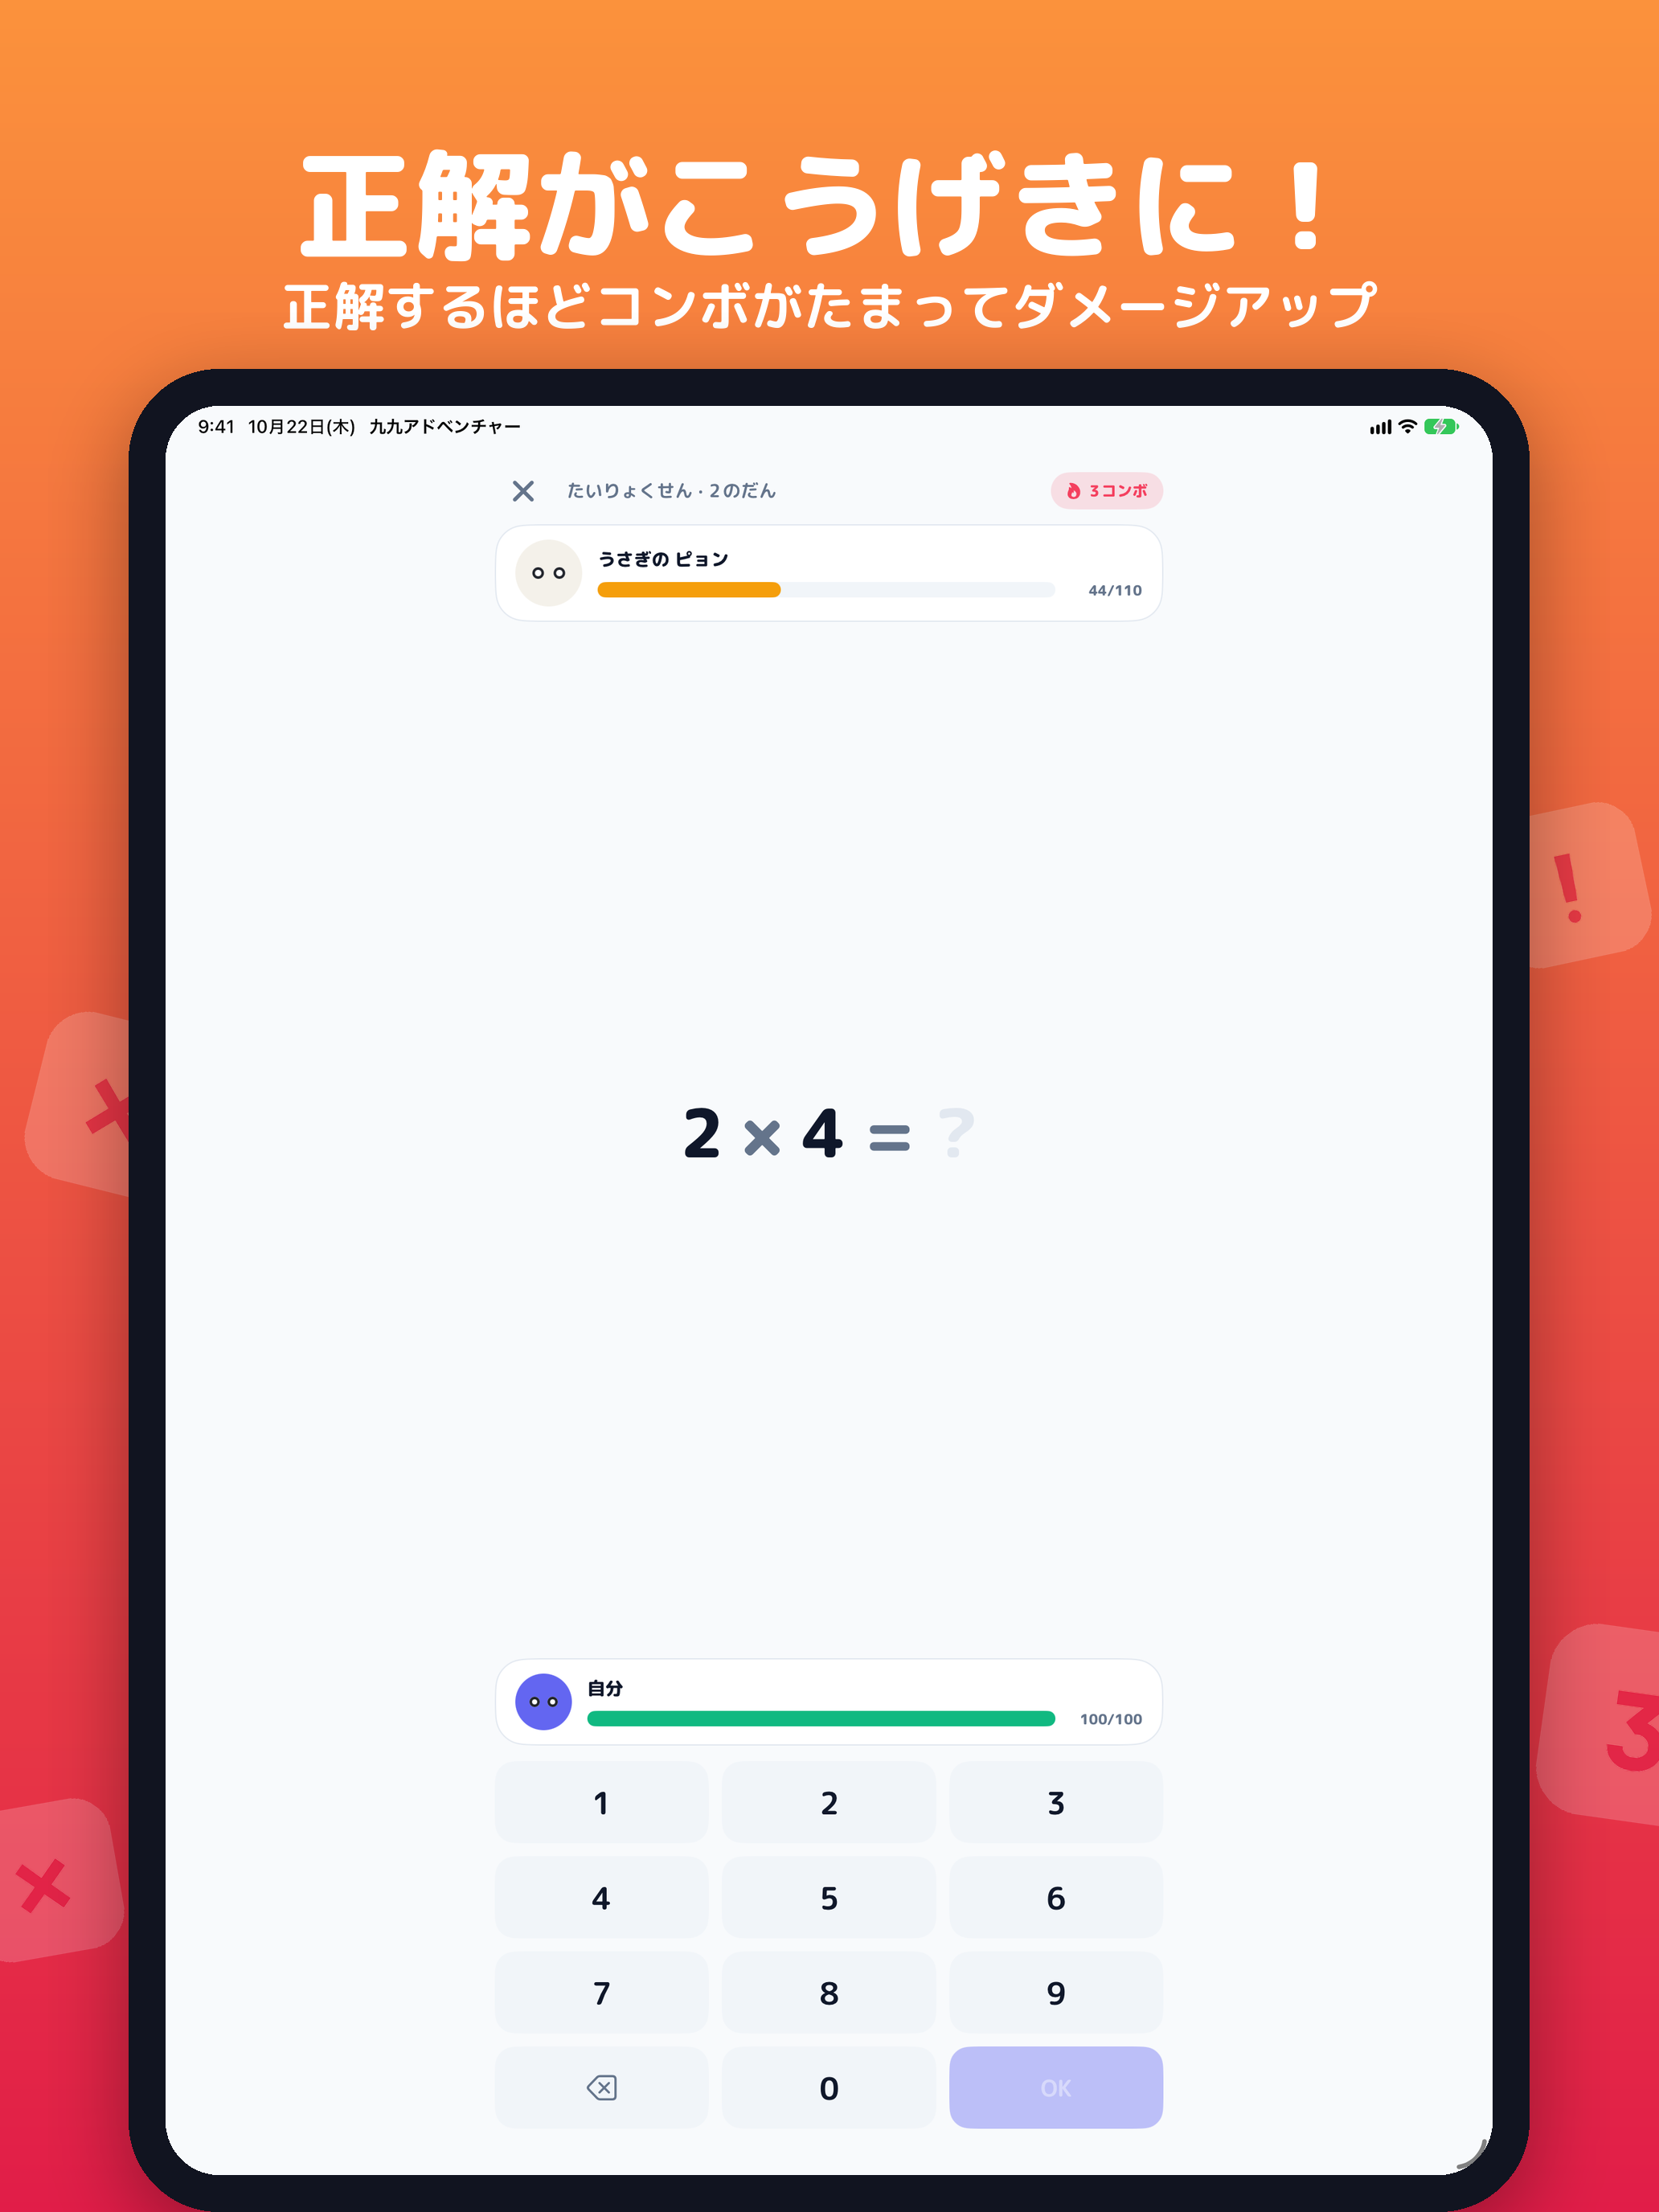 正解がこうげきに！
正解するほどコンボがたまってダメージアップ
9:41 10月22日(木) 九九アドベンチャー
たいりょくせん・2のだん
3コンボ
うさぎの ピョン
44/110
!
×
2 × 4 = ?
3
自分
100/100
1 2 3
×
4 5 6
7 8 9
0 OK